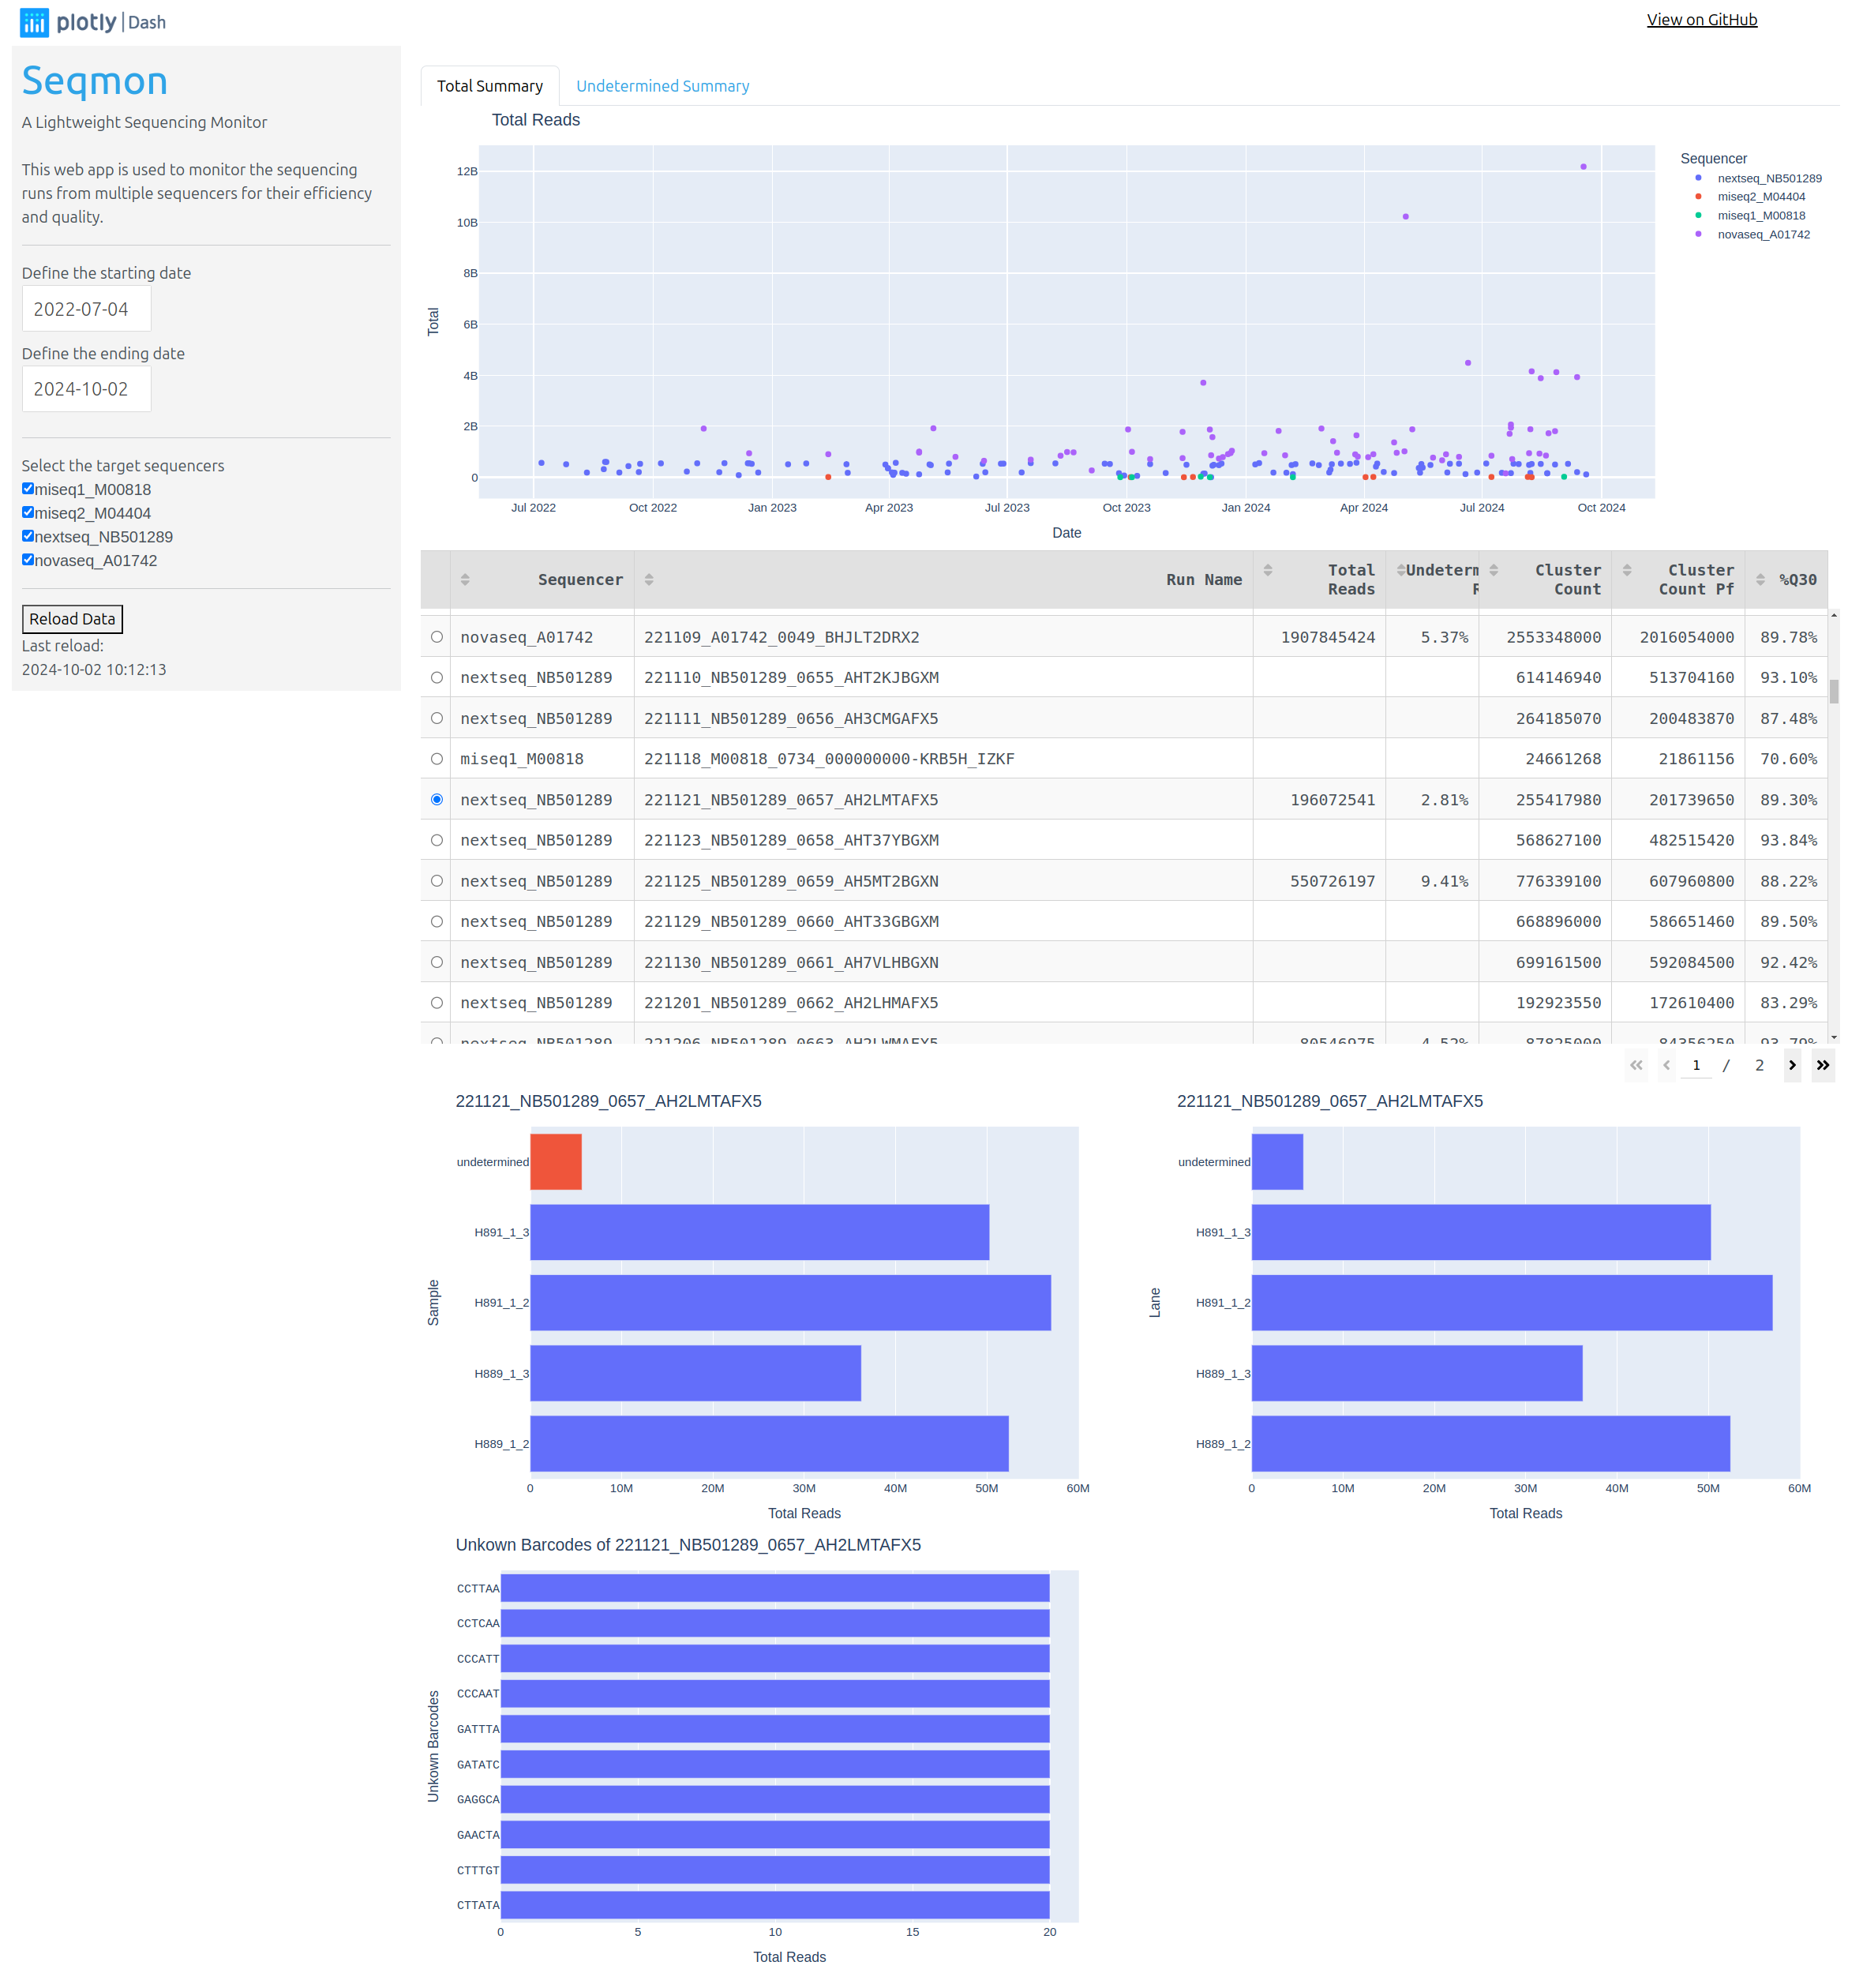 plotly | Dash
View on GitHub
Seqmon
A Lightweight Sequencing Monitor
This web app is used to monitor the sequencing
runs from multiple sequencers for their efficiency
and quality.
Define the starting date
2022-07-04
Define the ending date
2024-10-02
Select the target sequencers
miseq1_M00818
miseq2_M04404
nextseq_NB501289
novaseq_A01742
Reload Data
Last reload:
2024-10-02 10:12:13
Total Summary
Undetermined Summary
Total Reads
12B
10B
8B
6B
4B
2B
0
Total
Jul 2022 Oct 2022 Jan 2023 Apr 2023 Jul 2023 Oct 2023 Jan 2024 Apr 2024 Jul 2024 Oct 2024
Date
Sequencer
nextseq_NB501289
miseq2_M04404
miseq1_M00818
novaseq_A01742
Sequencer Run Name Total Reads Undeterm R Cluster Count Cluster Count Pf %Q30
novaseq_A01742 221109_A01742_0049_BHJLT2DRX2 1907845424 5.37% 2553348000 2016054000 89.78%
nextseq_NB501289 221110_NB501289_0655_AHT2KJBGXM 614146940 513704160 93.10%
nextseq_NB501289 221111_NB501289_0656_AH3CMGAFX5 264185070 200483870 87.48%
miseq1_M00818 221118_M00818_0734_000000000-KRB5H_IZKF 24661268 21861156 70.60%
nextseq_NB501289 221121_NB501289_0657_AH2LMTAFX5 196072541 2.81% 255417980 201739650 89.30%
nextseq_NB501289 221123_NB501289_0658_AHT37YBGXM 568627100 482515420 93.84%
nextseq_NB501289 221125_NB501289_0659_AH5MT2BGXN 550726197 9.41% 776339100 607960800 88.22%
nextseq_NB501289 221129_NB501289_0660_AHT33GBGXM 668896000 586651460 89.50%
nextseq_NB501289 221130_NB501289_0661_AH7VLHBGXN 699161500 592084500 92.42%
nextseq_NB501289 221201_NB501289_0662_AH2LHMAFX5 192923550 172610400 83.29%
nextseq_NB501289 221206_NB501289_0663_AH2LWMAFX5 80546975 4.52% 87825000 84356250 93.79%
1 / 2
221121_NB501289_0657_AH2LMTAFX5
undetermined
H891_1_3
H891_1_2
H889_1_3
H889_1_2
Sample
0 10M 20M 30M 40M 50M 60M
Total Reads
221121_NB501289_0657_AH2LMTAFX5
undetermined
H891_1_3
H891_1_2
H889_1_3
H889_1_2
Lane
0 10M 20M 30M 40M 50M 60M
Total Reads
Unkown Barcodes of 221121_NB501289_0657_AH2LMTAFX5
CCTTAA
CCTCAA
CCCATT
CCCAAT
GATTTA
GATATC
GAGGCA
GAACTA
CTTTGT
CTTATA
Unkown Barcodes
0 5 10 15 20
Total Reads